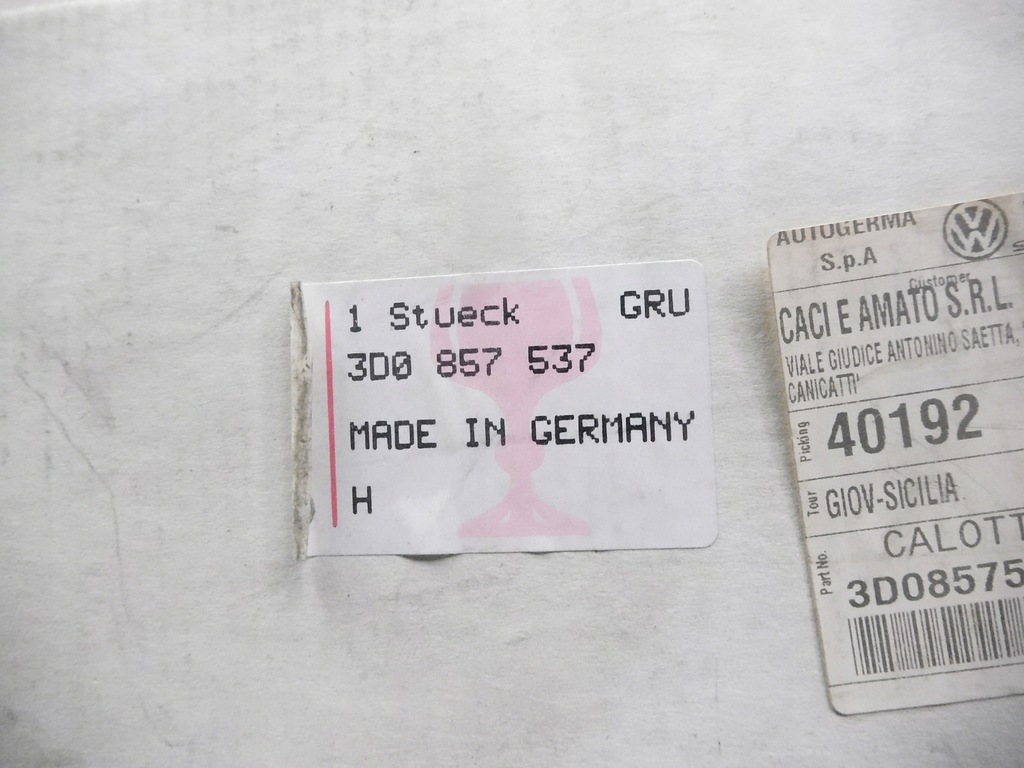 1 Stueck GRU
3D0 857 537
MADE IN GERMANY
H
AUTOGERMA
S.p.A
Customer
CACI E AMATO S.R.L.
VIALE GIUDICE ANTONINO SAETTA,
CANICATTI'
Picking 40192
Tour GIOV-SICILIA
CALOTT
Part No. 3D08575